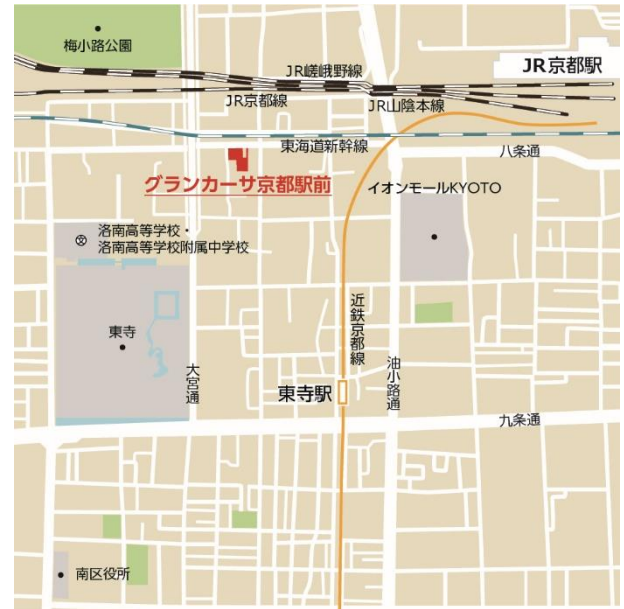 梅小路公園
JR嵯峨野線
JR京都駅
JR京都線
JR山陰本線
東海道新幹線
八条通
グランカーサ京都駅前
イオンモールKYOTO
洛南高等学校・
洛南高等学校附属中学校
近鉄京都線
東寺
大宮通
油小路通
東寺駅
九条通
南区役所